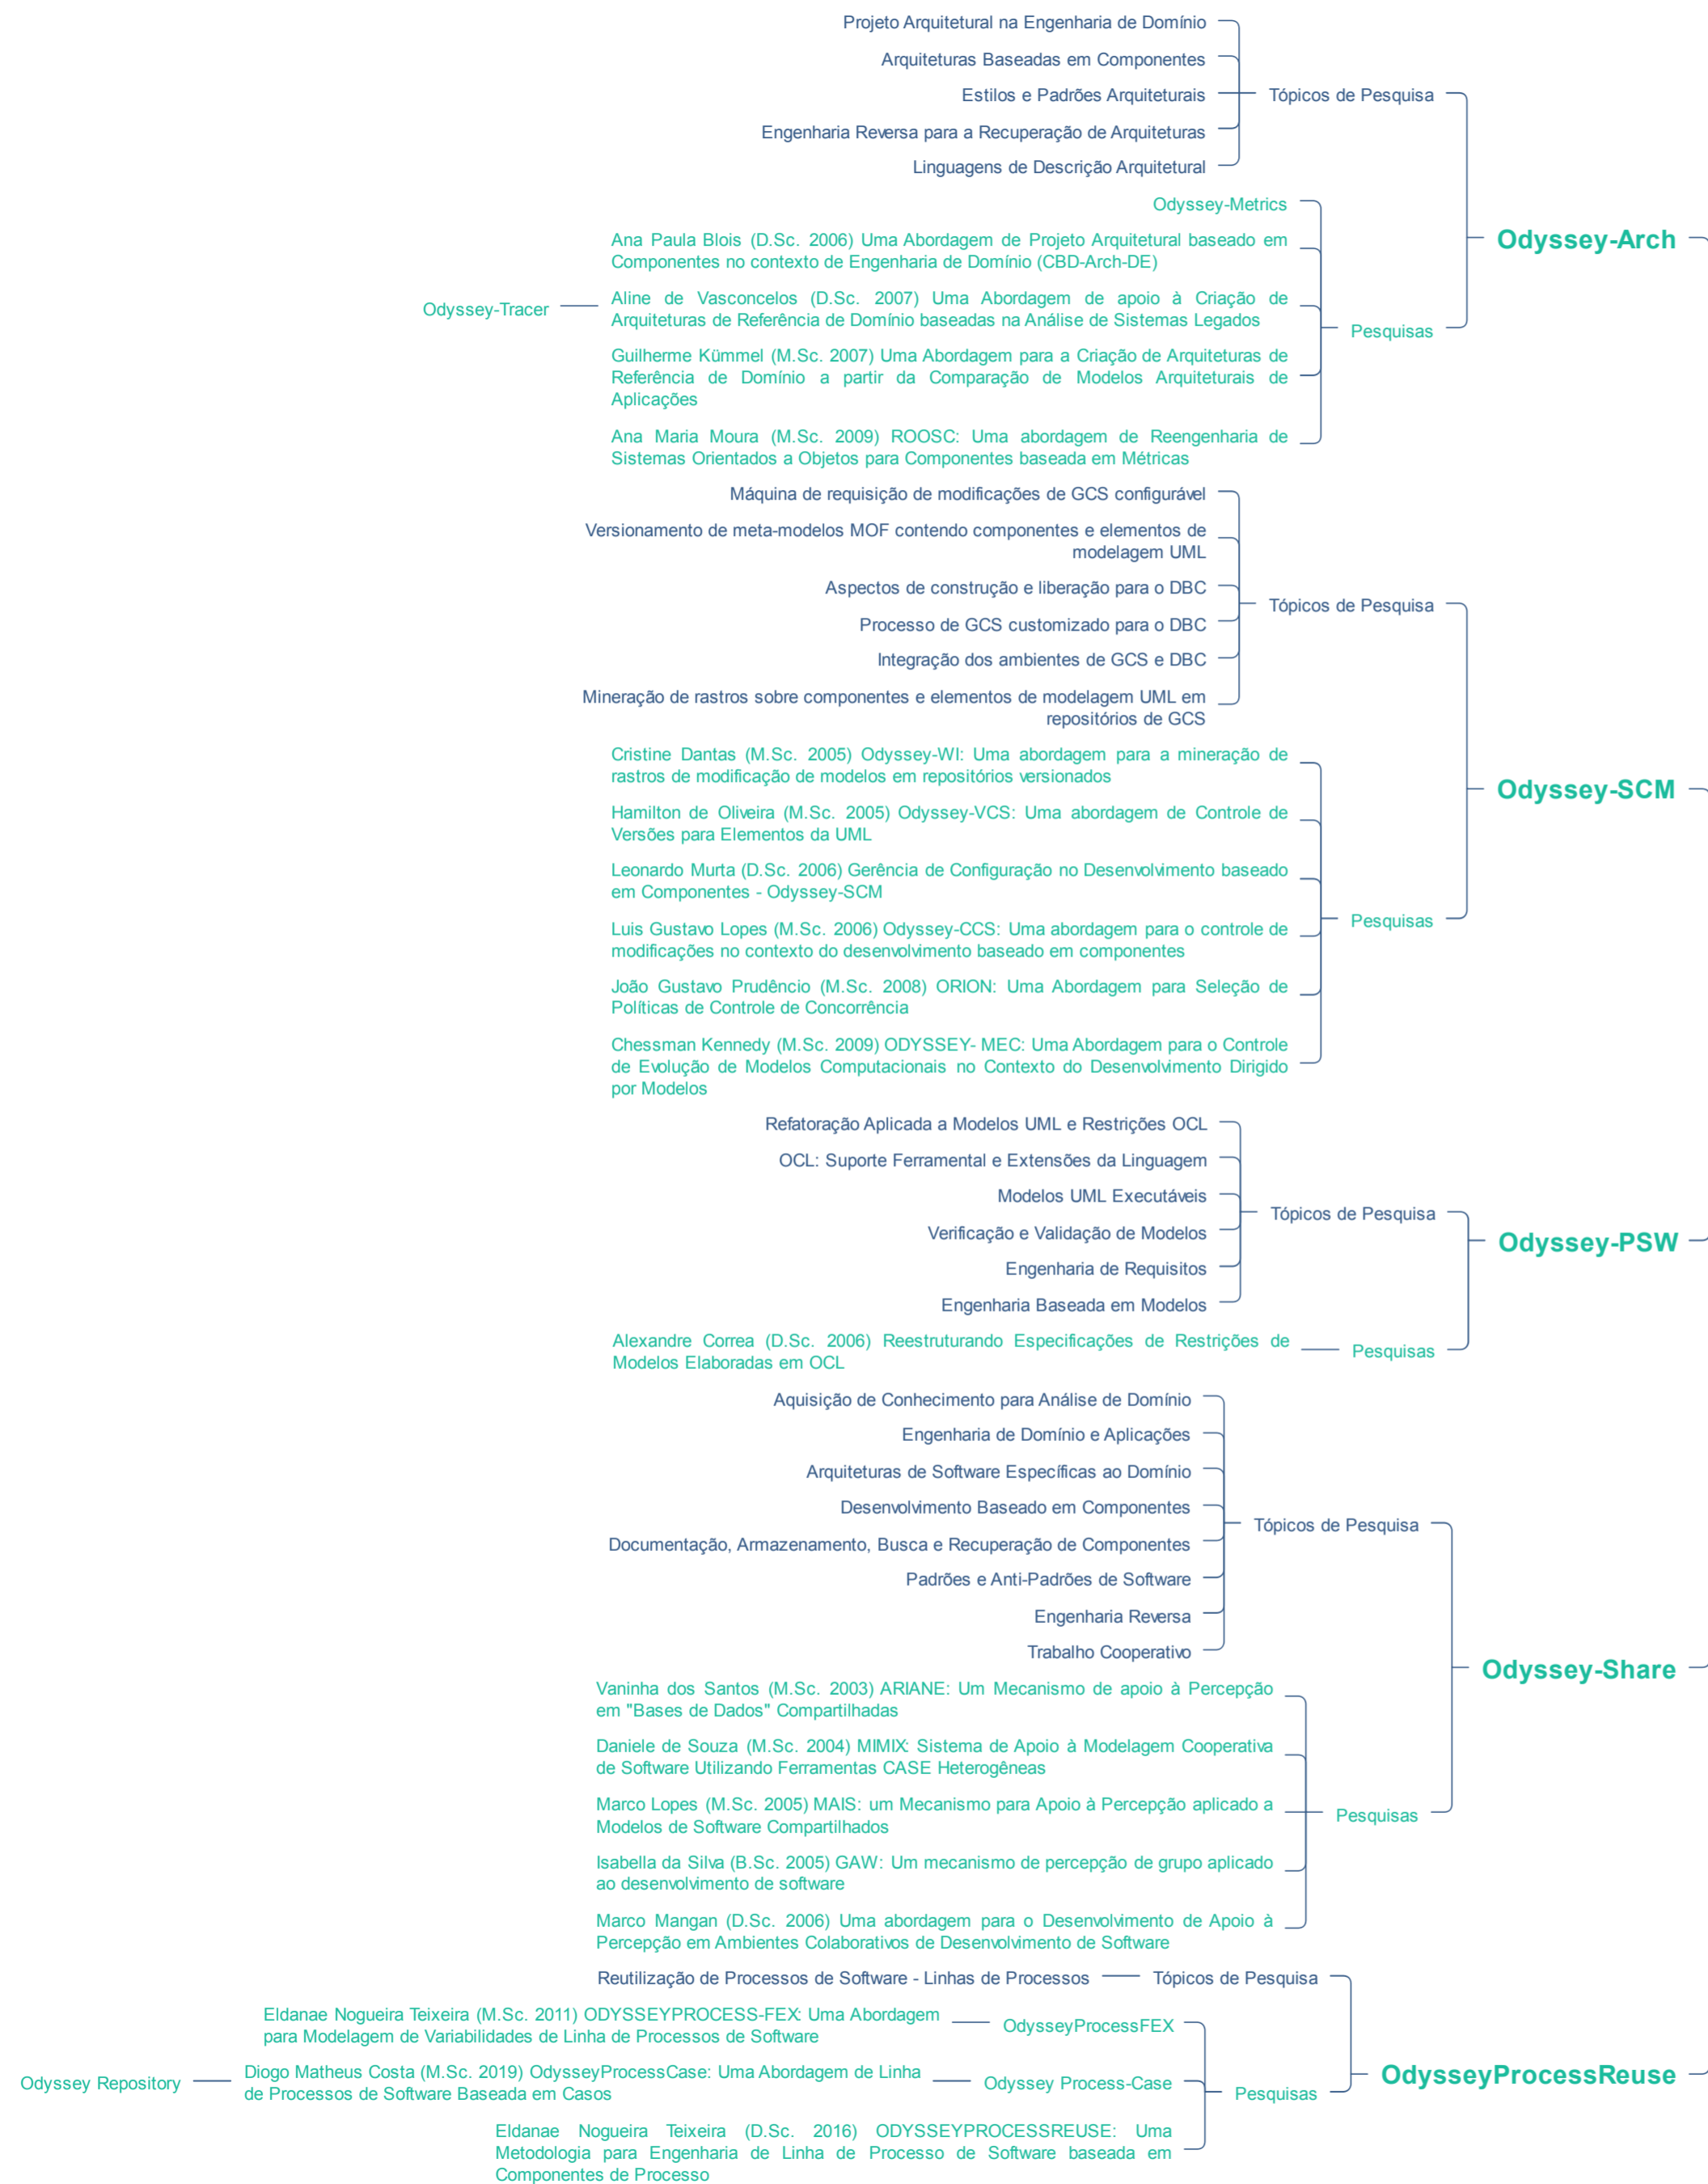 Projeto Arquitetural na Engenharia de Domínio
Arquiteturas Baseadas em Componentes
Estilos e Padrões Arquiteturais
Tópicos de Pesquisa
Engenharia Reversa para a Recuperação de Arquiteturas
Linguagens de Descrição Arquitetural
Odyssey-Metrics
Odyssey-Arch
Ana Paula Blois (D.Sc. 2006) Uma Abordagem de Projeto Arquitetural baseado em
Componentes no contexto de Engenharia de Domínio (CBD-Arch-DE)
Odyssey-Tracer
Aline de Vasconcelos (D.Sc. 2007) Uma Abordagem de apoio à Criação de
Arquiteturas de Referência de Domínio baseadas na Análise de Sistemas Legados
Pesquisas
Guilherme Kümmel (M.Sc. 2007) Uma Abordagem para a Criação de Arquiteturas de
Referência de Domínio a partir da Comparação de Modelos Arquiteturais de
Aplicações
Ana Maria Moura (M.Sc. 2009) ROOSC: Uma abordagem de Reengenharia de
Sistemas Orientados a Objetos para Componentes baseada em Métricas
Máquina de requisição de modificações de GCS configurável
Versionamento de meta-modelos MOF contendo componentes e elementos de
modelagem UML
Aspectos de construção e liberação para o DBC
Tópicos de Pesquisa
Processo de GCS customizado para o DBC
Integração dos ambientes de GCS e DBC
Mineração de rastros sobre componentes e elementos de modelagem UML em
repositórios de GCS
Cristine Dantas (M.Sc. 2005) Odyssey-WI: Uma abordagem para a mineração de
rastros de modificação de modelos em repositórios versionados
Odyssey-SCM
Hamilton de Oliveira (M.Sc. 2005) Odyssey-VCS: Uma abordagem de Controle de
Versões para Elementos da UML
Leonardo Murta (D.Sc. 2006) Gerência de Configuração no Desenvolvimento baseado
em Componentes - Odyssey-SCM
Pesquisas
Luis Gustavo Lopes (M.Sc. 2006) Odyssey-CCS: Uma abordagem para o controle de
modificações no contexto do desenvolvimento baseado em componentes
João Gustavo Prudêncio (M.Sc. 2008) ORION: Uma Abordagem para Seleção de
Políticas de Controle de Concorrência
Chessman Kennedy (M.Sc. 2009) ODYSSEY- MEC: Uma Abordagem para o Controle
de Evolução de Modelos Computacionais no Contexto do Desenvolvimento Dirigido
por Modelos
Refatoração Aplicada a Modelos UML e Restrições OCL
OCL: Suporte Ferramental e Extensões da Linguagem
Modelos UML Executáveis
Tópicos de Pesquisa
Verificação e Validação de Modelos
Odyssey-PSW
Engenharia de Requisitos
Engenharia Baseada em Modelos
Alexandre Correa (D.Sc. 2006) Reestruturando Especificações de Restrições de
Modelos Elaboradas em OCL
Pesquisas
Aquisição de Conhecimento para Análise de Domínio
Engenharia de Domínio e Aplicações
Arquiteturas de Software Específicas ao Domínio
Desenvolvimento Baseado em Componentes
Tópicos de Pesquisa
Documentação, Armazenamento, Busca e Recuperação de Componentes
Padrões e Anti-Padrões de Software
Engenharia Reversa
Trabalho Cooperativo
Odyssey-Share
Vaninha dos Santos (M.Sc. 2003) ARIANE: Um Mecanismo de apoio à Percepção
em "Bases de Dados" Compartilhadas
Daniele de Souza (M.Sc. 2004) MIMIX: Sistema de Apoio à Modelagem Cooperativa
de Software Utilizando Ferramentas CASE Heterogêneas
Marco Lopes (M.Sc. 2005) MAIS: um Mecanismo para Apoio à Percepção aplicado a
Modelos de Software Compartilhados
Pesquisas
Isabella da Silva (B.Sc. 2005) GAW: Um mecanismo de percepção de grupo aplicado
ao desenvolvimento de software
Marco Mangan (D.Sc. 2006) Uma abordagem para o Desenvolvimento de Apoio à
Percepção em Ambientes Colaborativos de Desenvolvimento de Software
Reutilização de Processos de Software - Linhas de Processos
Tópicos de Pesquisa
Eldanae Nogueira Teixeira (M.Sc. 2011) ODYSSEYPROCESS-FEX: Uma Abordagem
para Modelagem de Variabilidades de Linha de Processos de Software
OdysseyProcessFEX
OdysseyProcessReuse
Odyssey Repository
Diogo Matheus Costa (M.Sc. 2019) OdysseyProcessCase: Uma Abordagem de Linha
de Processos de Software Baseada em Casos
Odyssey Process-Case
Pesquisas
Eldanae Nogueira Teixeira (D.Sc. 2016) ODYSSEYPROCESSREUSE: Uma
Metodologia para Engenharia de Linha de Processo de Software baseada em
Componentes de Processo